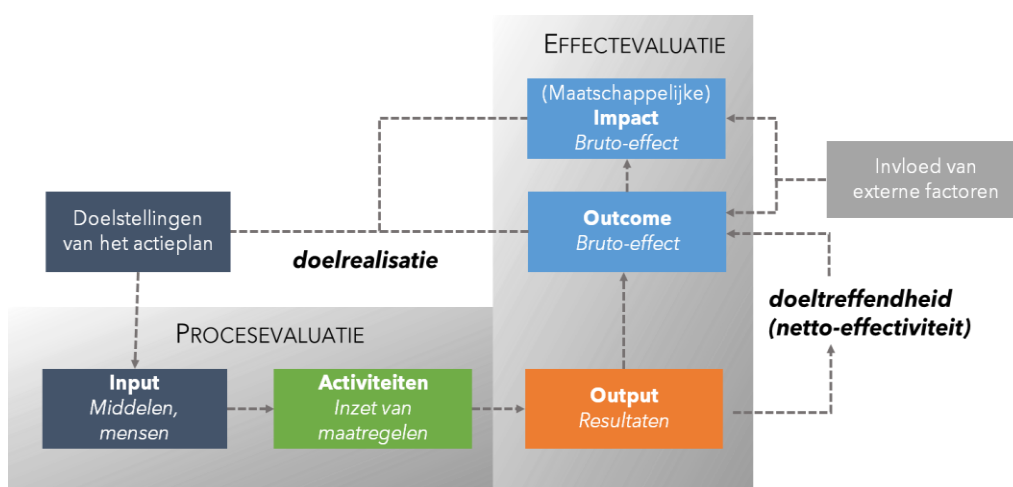 EFFECTEVALUATIE
(Maatschappelijke)
Impact
Bruto-effect
Invloed van
externe factoren
Doelstellingen
van het actieplan
Outcome
Bruto-effect
doelrealisatie
doeltreffendheid
(netto-effectiviteit)
PROCESEVALUATIE
Input
Middelen,
mensen
Activiteiten
Inzet van
maatregelen
Output
Resultaten